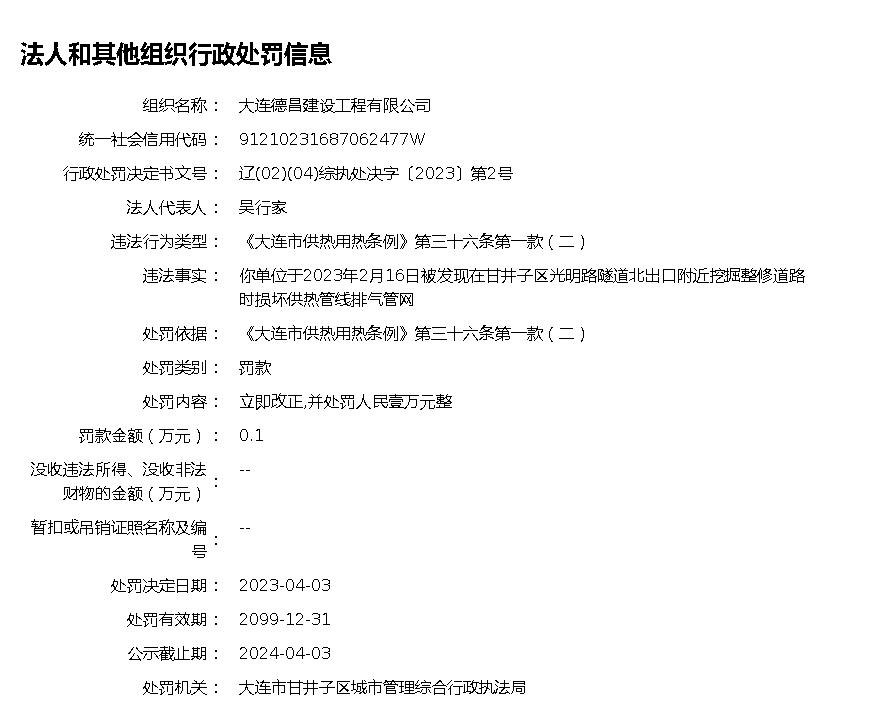 法人和其他组织行政处罚信息
组织名称： 大连德昌建设工程有限公司
统一社会信用代码： 91210231687062477W
行政处罚决定书文号： 辽(02)(04)综执处决字〔2023〕第2号
法人代表人： 吴行家
违法行为类型： 《大连市供热用热条例》第三十六条第一款（二）
违法事实： 你单位于2023年2月16日被发现在甘井子区光明路隧道北出口附近挖掘整修道路
时损坏供热管线排气管网
处罚依据： 《大连市供热用热条例》第三十六条第一款（二）
处罚类别： 罚款
处罚内容： 立即改正,并处罚人民壹万元整
罚款金额（万元）： 0.1
没收违法所得、没收非法
财物的金额（万元）： --
暂扣或吊销证照名称及编
号： --
处罚决定日期： 2023-04-03
处罚有效期： 2099-12-31
公示截止期： 2024-04-03
处罚机关： 大连市甘井子区城市管理综合行政执法局